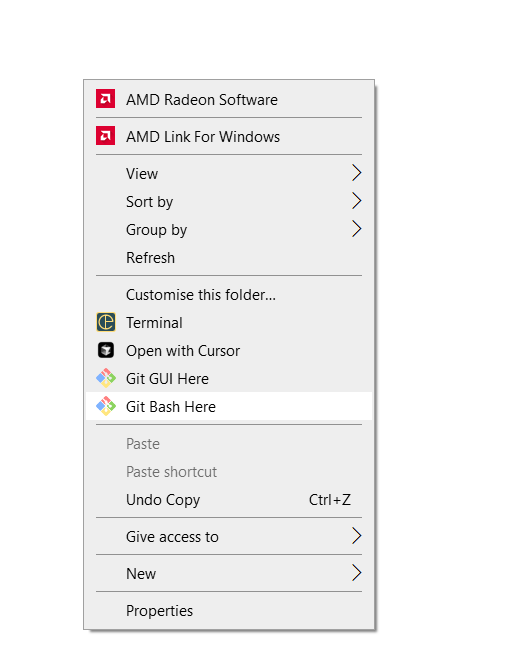 AMD Radeon Software
AMD Link For Windows
View
Sort by
Group by
Refresh
Customise this folder...
Terminal
Open with Cursor
Git GUI Here
Git Bash Here
Paste
Paste shortcut
Undo Copy Ctrl+Z
Give access to
New
Properties